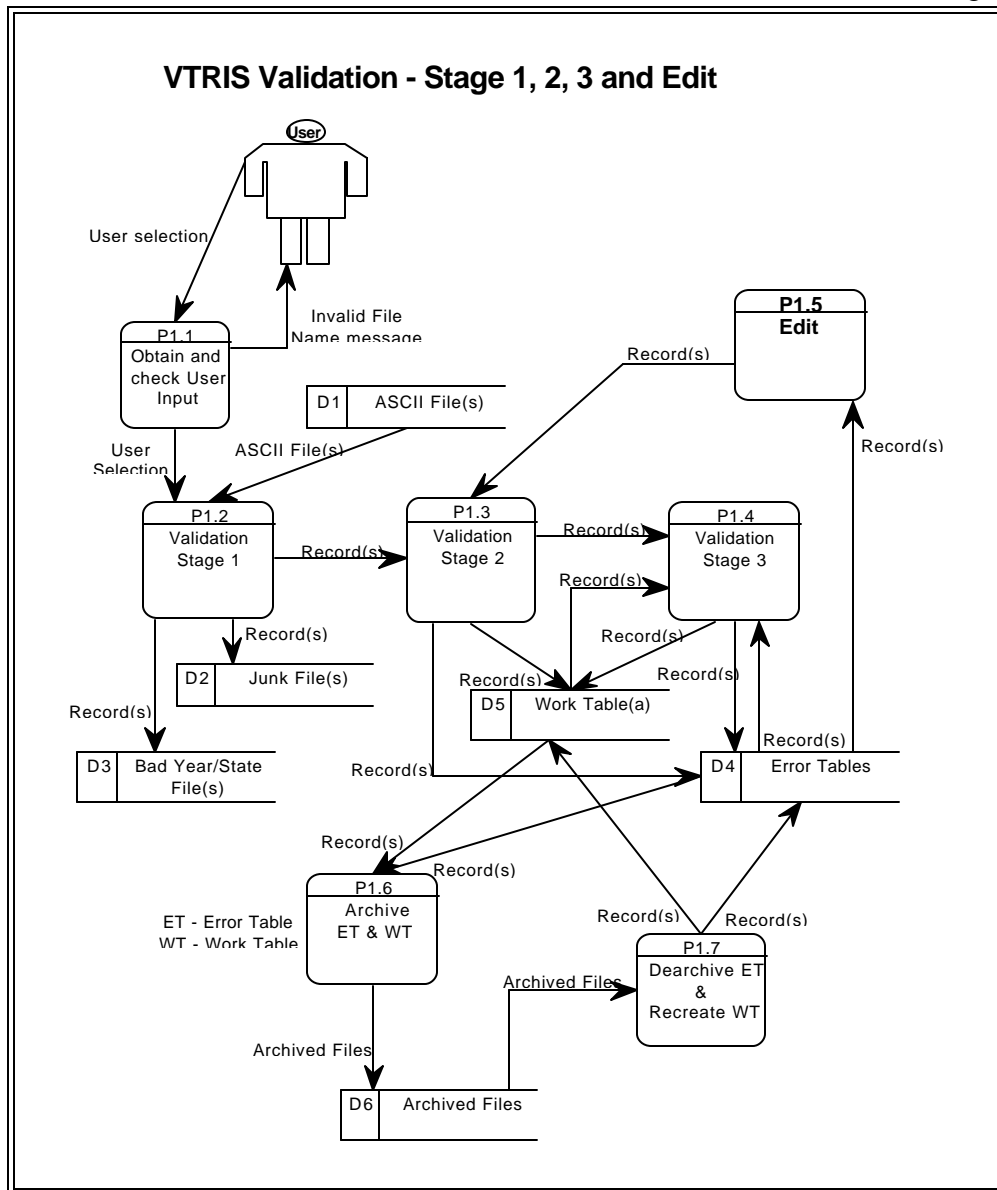 VTRIS Validation - Stage 1, 2, 3 and Edit
User
User selection
Invalid File
Name message
P1.1
Obtain and
check User
Input
P1.5
Edit
Record(s)
D1 ASCII File(s)
User
Selection
ASCII File(s)
Record(s)
P1.2
Validation
Stage 1
Record(s)
P1.3
Validation
Stage 2
Record(s)
P1.4
Validation
Stage 3
Record(s)
Record(s)
Record(s)
Record(s)
Record(s)
D2 Junk File(s)
D5 Work Table(a)
Record(s)
Record(s)
D3 Bad Year/State
File(s)
Record(s)
D4 Error Tables
Record(s)
Record(s)
P1.6
Archive
ET & WT
ET - Error Table
WT - Work Table
Record(s)
Record(s)
P1.7
Dearchive ET
&
Recreate WT
Archived Files
Archived Files
D6 Archived Files